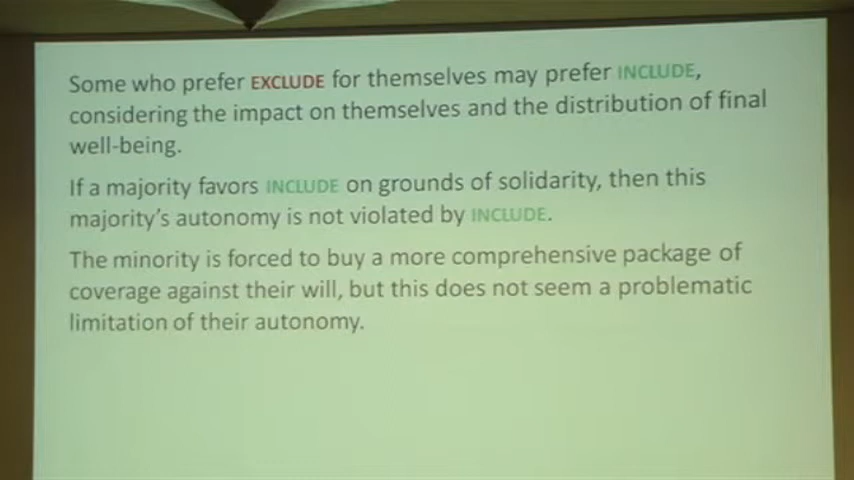 Some who prefer EXCLUDE for themselves may prefer INCLUDE,
considering the impact on themselves and the distribution of final
well-being.
If a majority favors INCLUDE on grounds of solidarity, then this
majority's autonomy is not violated by INCLUDE.
The minority is forced to buy a more comprehensive package of
coverage against their will, but this does not seem a problematic
limitation of their autonomy.